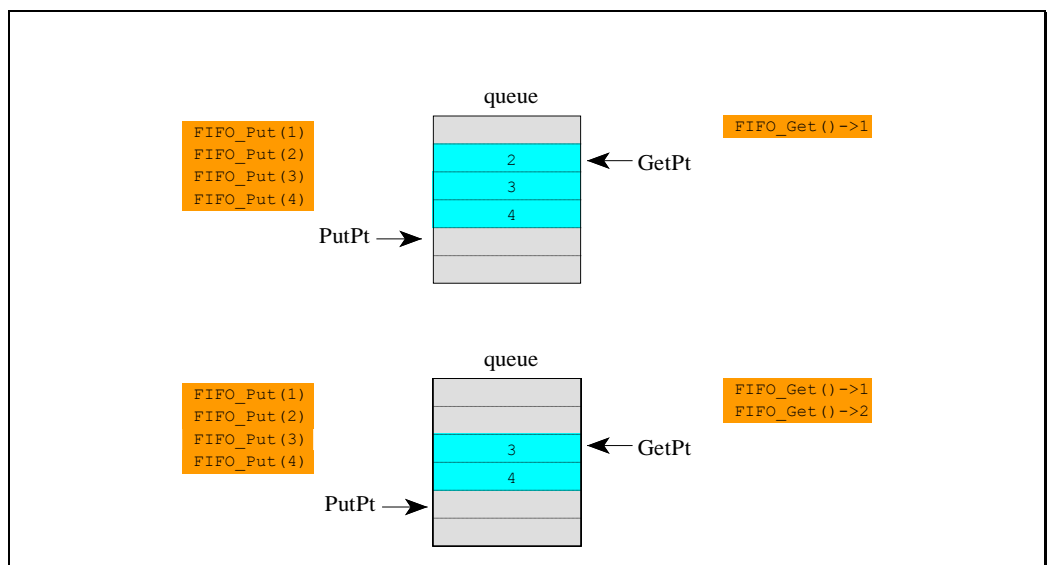 queue
FIFO_Put(1)
FIFO_Put(2)
FIFO_Put(3)
FIFO_Put(4)
2
3
4
PutPt
GetPt
FIFO_Get()->1
queue
FIFO_Put(1)
FIFO_Put(2)
FIFO_Put(3)
FIFO_Put(4)
3
4
PutPt
GetPt
FIFO_Get()->1
FIFO_Get()->2